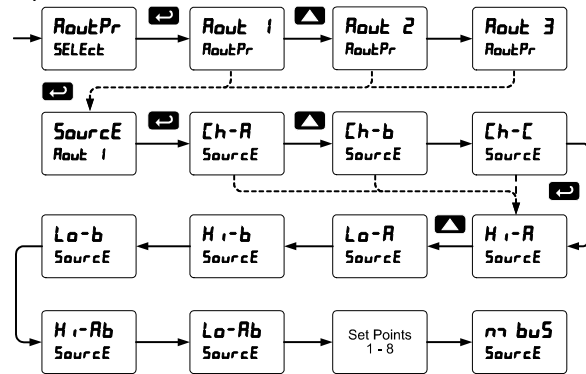 AoutPr
SELEct
Aout 1
AoutPr
Aout 2
AoutPr
Aout 3
AoutPr
SourcE
Aout 1
Ch-A
SourcE
Ch-b
SourcE
Ch-C
SourcE
Lo-b
SourcE
Hi-b
SourcE
Lo-A
SourcE
Hi-A
SourcE
Hi-Ab
SourcE
Lo-Ab
SourcE
Set Points
1 - 8
m buS
SourcE